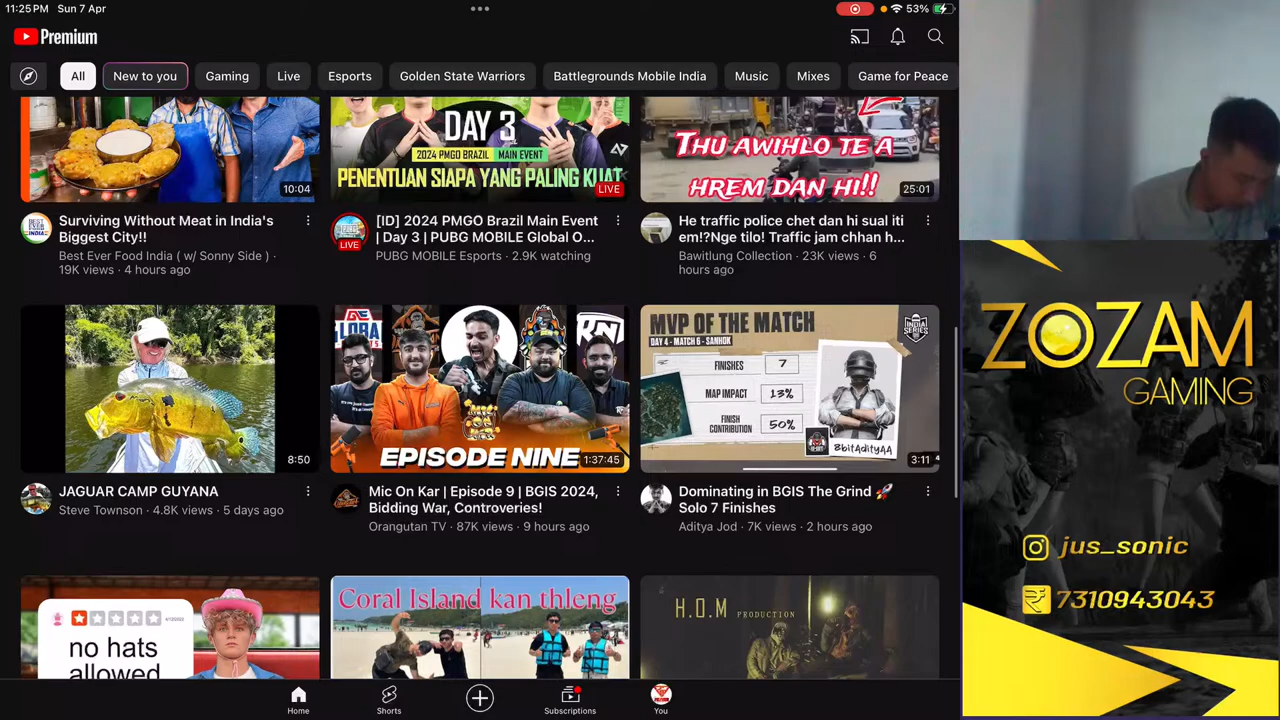 11:25 PM Sun 7 Apr
53%
Premium
All
New to you
Gaming
Live
Esports
Golden State Warriors
Battlegrounds Mobile India
Music
Mixes
Game for Peace
DAY 3
2024 PMGO BRAZIL MAIN EVENT
PENENTUAN SIAPA YANG PALING KUAT
LIVE
10:04
THU AWIHLO TE A
HREM DAN HI!!
25:01
Surviving Without Meat in India's
Biggest City!!
Best Ever Food India ( w/ Sonny Side ) ·
19K views · 4 hours ago
LIVE
[ID] 2024 PMGO Brazil Main Event
| Day 3 | PUBG MOBILE Global O...
PUBG MOBILE Esports · 2.9K watching
He traffic police chet dan hi sual iti
em!?Nge tilo! Traffic jam chhan h...
Bawitlung Collection · 23K views · 6
hours ago
8:50
EPISODE NINE
1:37:45
MVP OF THE MATCH
DAY 4 - MATCH 6 - SANHOK
FINISHES 7
MAP IMPACT 13%
FINISH
CONTRIBUTION 50%
8bitAdityAA
INDIA
SERIES
3:11
JAGUAR CAMP GUYANA
Steve Townson · 4.8K views · 5 days ago
Mic On Kar | Episode 9 | BGIS 2024,
Bidding War, Controveries!
Orangutan TV · 87K views · 9 hours ago
Dominating in BGIS The Grind 🚀
Solo 7 Finishes
Aditya Jod · 7K views · 2 hours ago
no hats
allowed
Coral Island kan thleng
H.O.M PRODUCTION
Home
Shorts
Subscriptions
You
ZOZAM
GAMING
jus_sonic
7310943043